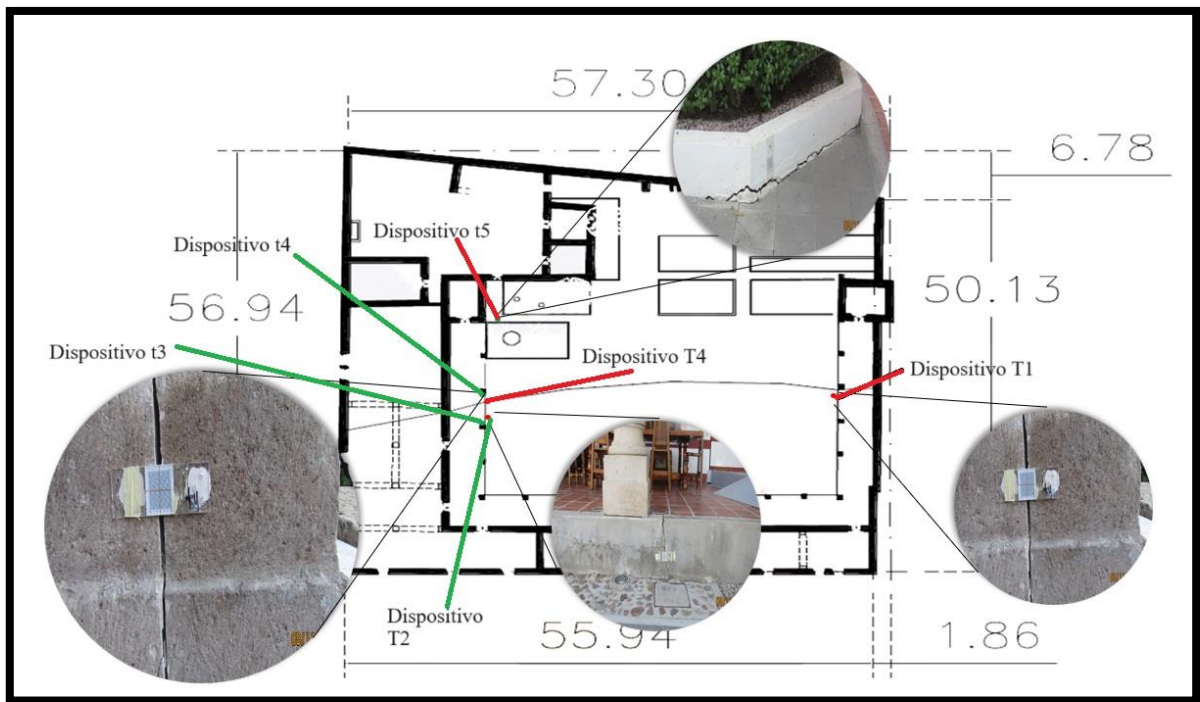 57.30
6.78
Dispositivo t4
Dispositivo t5
56.94
50.13
Dispositivo t3
Dispositivo T4
Dispositivo T1
Dispositivo
T2
55.94
1.86